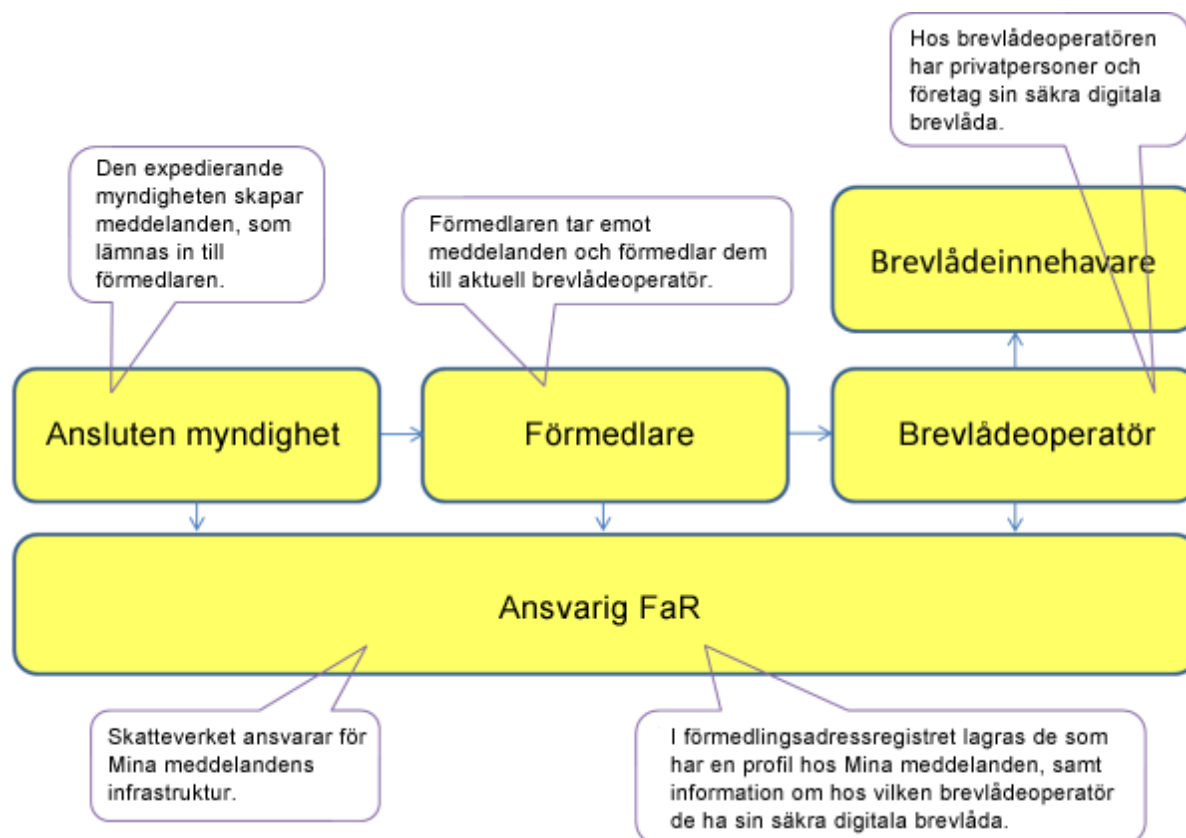 Hos brevlådeoperatören
har privatpersoner och
företag sin säkra digitala
brevlåda.
Den expedierande
myndigheten skapar
meddelanden, som
lämnas in till
förmedlaren.
Förmedlaren tar emot
meddelanden och förmedlar dem
till aktuell brevlådeoperatör.
Brevlådeinnehavare
Ansluten myndighet
Förmedlare
Brevlådeoperatör
Ansvarig FaR
Skatteverket ansvarar för
Mina meddelandens
infrastruktur.
I förmedlingsadressregistret lagras de som
har en profil hos Mina meddelanden, samt
information om hos vilken brevlådeoperatör
de ha sin säkra digitala brevlåda.